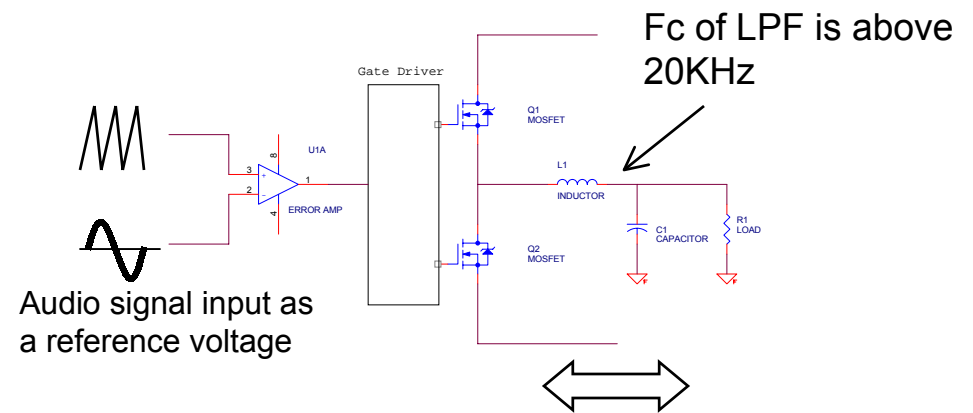 Fc of LPF is above
20KHz
Gate Driver
Q1
MOSFET
U1A
8
3
+
1
2
-
4
ERROR AMP
L1
INDUCTOR
C1
CAPACITOR
R1
LOAD
Q2
MOSFET
Audio signal input as
a reference voltage